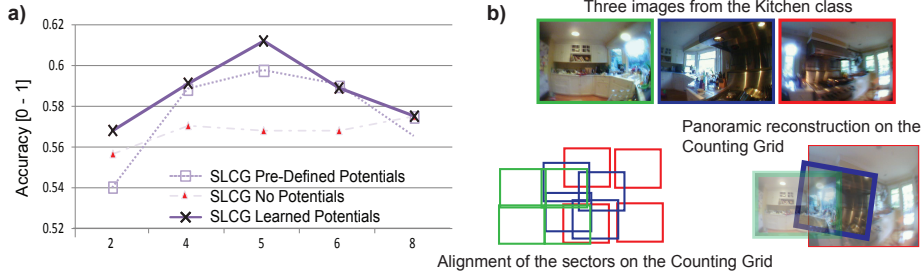 a)
Accuracy [0 - 1]
0.62
0.6
0.58
0.56
0.54
0.52
2 4 5 6 8
SLCG Pre-Defined Potentials
SLCG No Potentials
SLCG Learned Potentials
b)
Three images from the Kitchen class
Panoramic reconstruction on the
Counting Grid
Alignment of the sectors on the Counting Grid